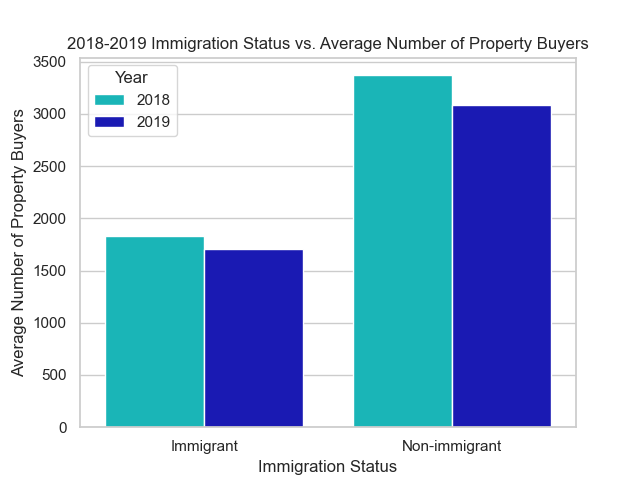 2018-2019 Immigration Status vs. Average Number of Property Buyers
Year
2018
2019
Average Number of Property Buyers
3500
3000
2500
2000
1500
1000
500
0
Immigrant
Non-immigrant
Immigration Status